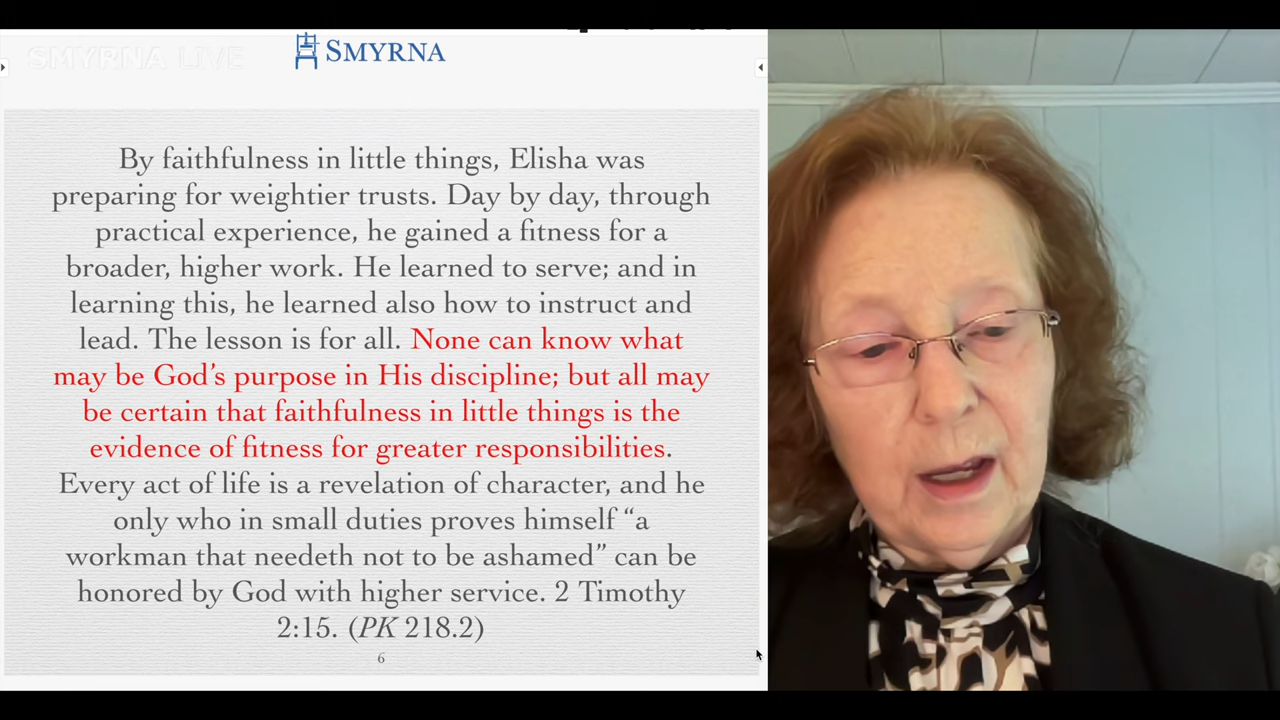 SMYRNA LIVE
SMYRNA
By faithfulness in little things, Elisha was
preparing for weightier trusts. Day by day, through
practical experience, he gained a fitness for a
broader, higher work. He learned to serve; and in
learning this, he learned also how to instruct and
lead. The lesson is for all. None can know what
may be God’s purpose in His discipline; but all may
be certain that faithfulness in little things is the
evidence of fitness for greater responsibilities.
Every act of life is a revelation of character, and he
only who in small duties proves himself “a
workman that needeth not to be ashamed” can be
honored by God with higher service. 2 Timothy
2:15. (PK 218.2)
6